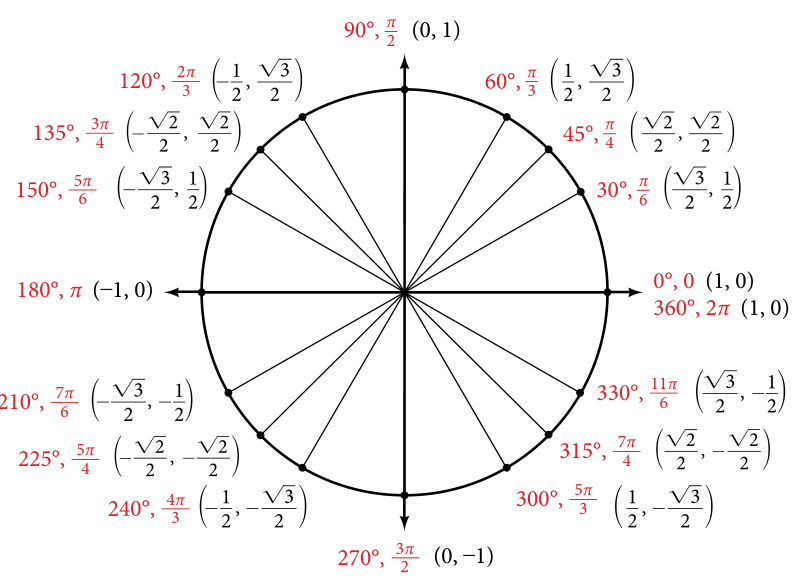 90°, π/2 (0, 1)
120°, 2π/3 (−1/2, √3/2)
60°, π/3 (1/2, √3/2)
135°, 3π/4 (−√2/2, √2/2)
45°, π/4 (√2/2, √2/2)
150°, 5π/6 (−√3/2, 1/2)
30°, π/6 (√3/2, 1/2)
180°, π (−1, 0)
0°, 0 (1, 0)
360°, 2π (1, 0)
210°, 7π/6 (−√3/2, −1/2)
330°, 11π/6 (√3/2, −1/2)
225°, 5π/4 (−√2/2, −√2/2)
315°, 7π/4 (√2/2, −√2/2)
240°, 4π/3 (−1/2, −√3/2)
300°, 5π/3 (1/2, −√3/2)
270°, 3π/2 (0, −1)